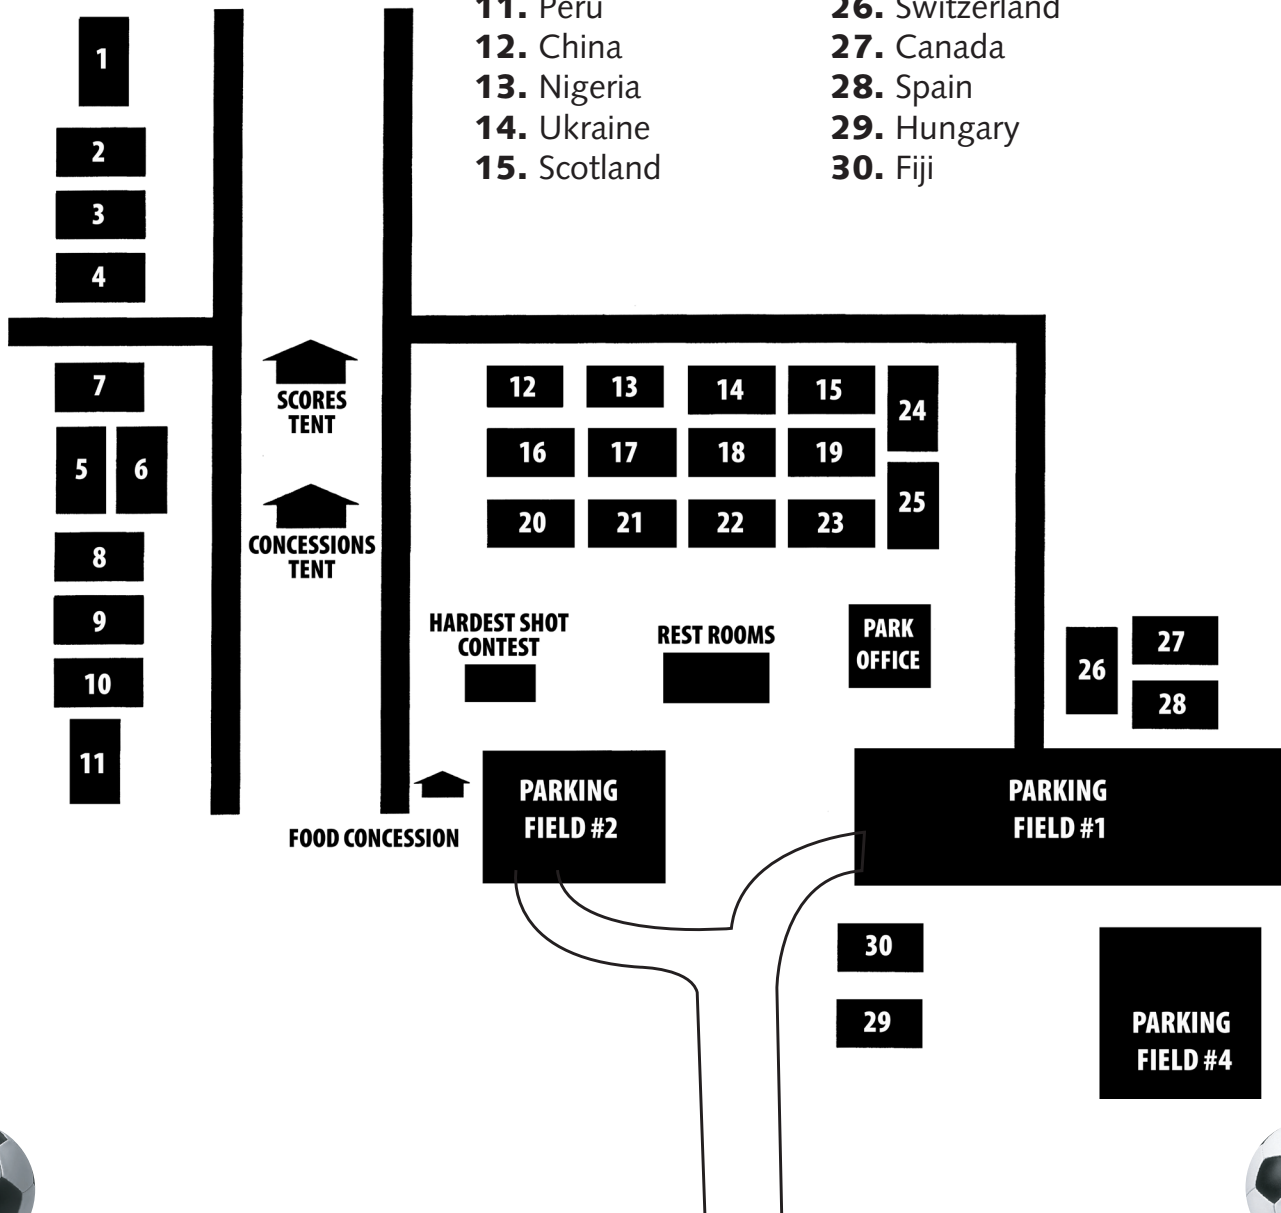 11. Peru
12. China
13. Nigeria
14. Ukraine
15. Scotland
26. Switzerland
27. Canada
28. Spain
29. Hungary
30. Fiji
1
2
3
4
7
5 6
8
9
10
11
SCORES
TENT
CONCESSIONS
TENT
12 13 14 15 24
16 17 18 19
20 21 22 23 25
HARDEST SHOT
CONTEST
REST ROOMS
PARK
OFFICE
26 27
28
FOOD CONCESSION
PARKING
FIELD #2
PARKING
FIELD #1
30
29
PARKING
FIELD #4